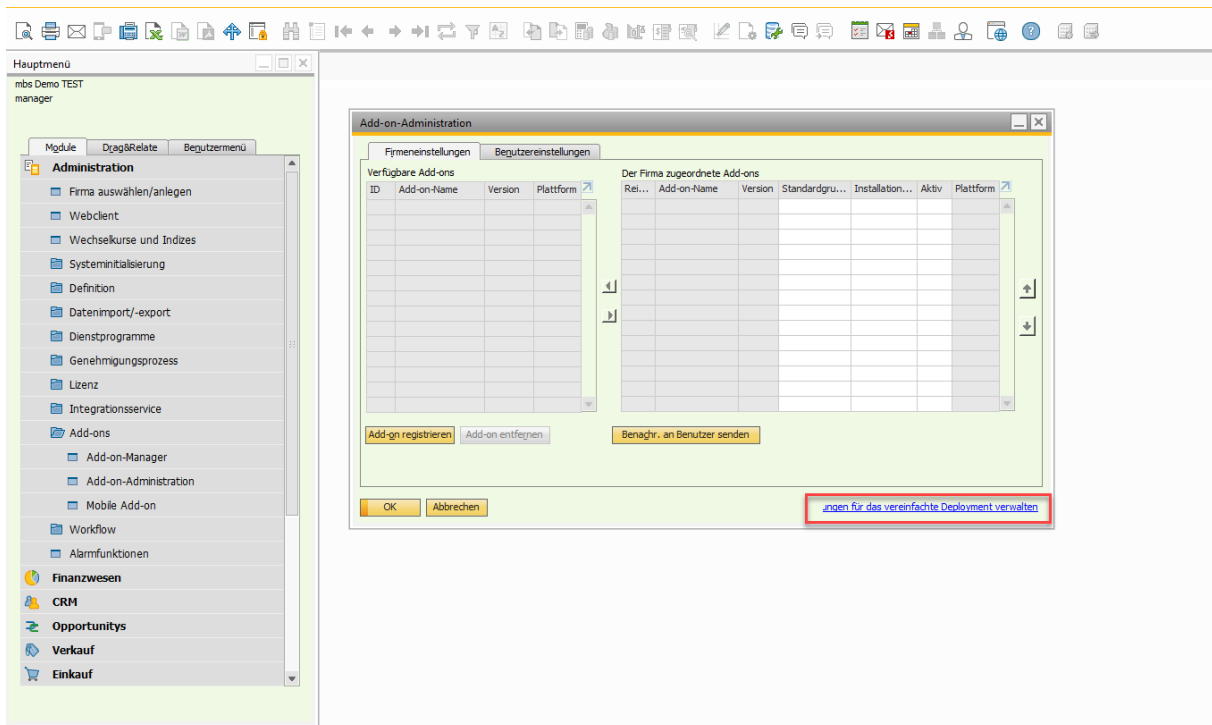 Hauptmenü
mbs Demo TEST
manager
Module Drag&Relate Benutzermenü
Administration
Firma auswählen/anlegen
Webclient
Wechselkurse und Indizes
Systeminitialisierung
Definition
Datenimport/-export
Dienstprogramme
Genehmigungsprozess
Lizenz
Integrationsservice
Add-ons
Add-on-Manager
Add-on-Administration
Mobile Add-on
Workflow
Alarmfunktionen
Finanzwesen
CRM
Opportunitys
Verkauf
Einkauf
Add-on-Administration
Firmeneinstellungen Benutzereinstellungen
Verfügbare Add-ons
ID Add-on-Name Version Plattform
Der Firma zugeordnete Add-ons
Rei... Add-on-Name Version Standardgru... Installation... Aktiv Plattform
Add-on registrieren Add-on entfernen Benachr. an Benutzer senden
OK Abbrechen ungen für das vereinfachte Deployment verwalten